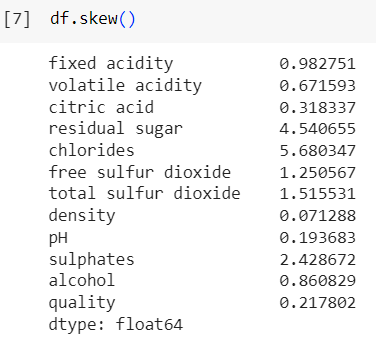 [7] df.skew()
fixed acidity 0.982751
volatile acidity 0.671593
citric acid 0.318337
residual sugar 4.540655
chlorides 5.680347
free sulfur dioxide 1.250567
total sulfur dioxide 1.515531
density 0.071288
pH 0.193683
sulphates 2.428672
alcohol 0.860829
quality 0.217802
dtype: float64